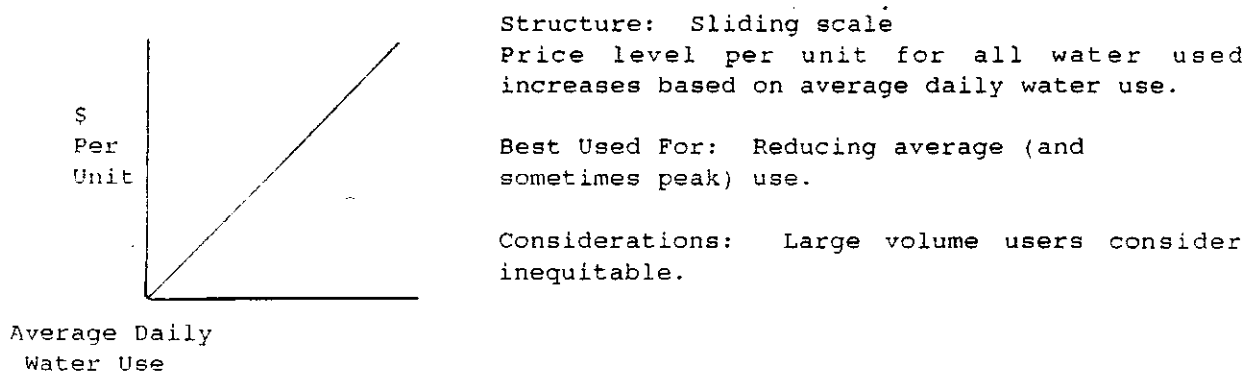 Structure: Sliding scale
Price level per unit for all water used
increases based on average daily water use.
Best Used For: Reducing average (and
sometimes peak) use.
Considerations: Large volume users consider
inequitable.
$
Per
Unit
Average Daily
Water Use